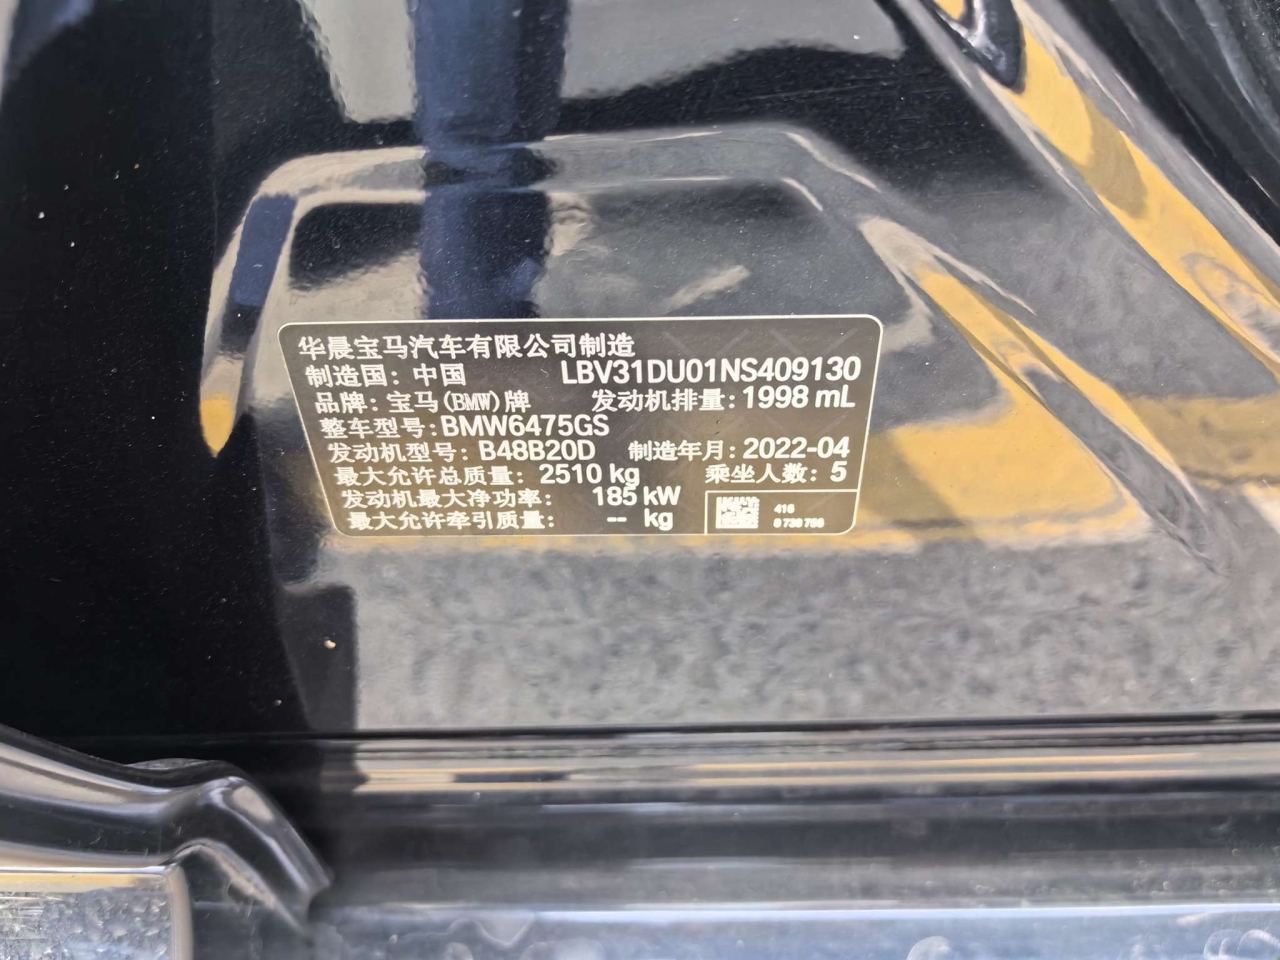 华晨宝马汽车有限公司制造
制造国：中国 LBV31DU01NS409130
品牌：宝马(BMW)牌 发动机排量：1998 mL
整车型号：BMW6475GS
发动机型号：B48B20D 制造年月：2022-04
最大允许总质量： 2510 kg 乘坐人数：5
发动机最大净功率： 185 kW
最大允许牵引质量： -- kg
416